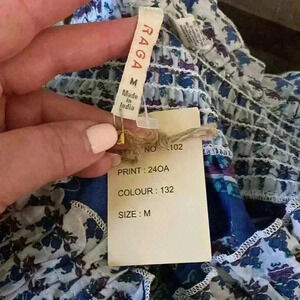 RAGA
M
Made in
India
NO
102
PRINT : 24OA
COLOUR : 132
SIZE : M